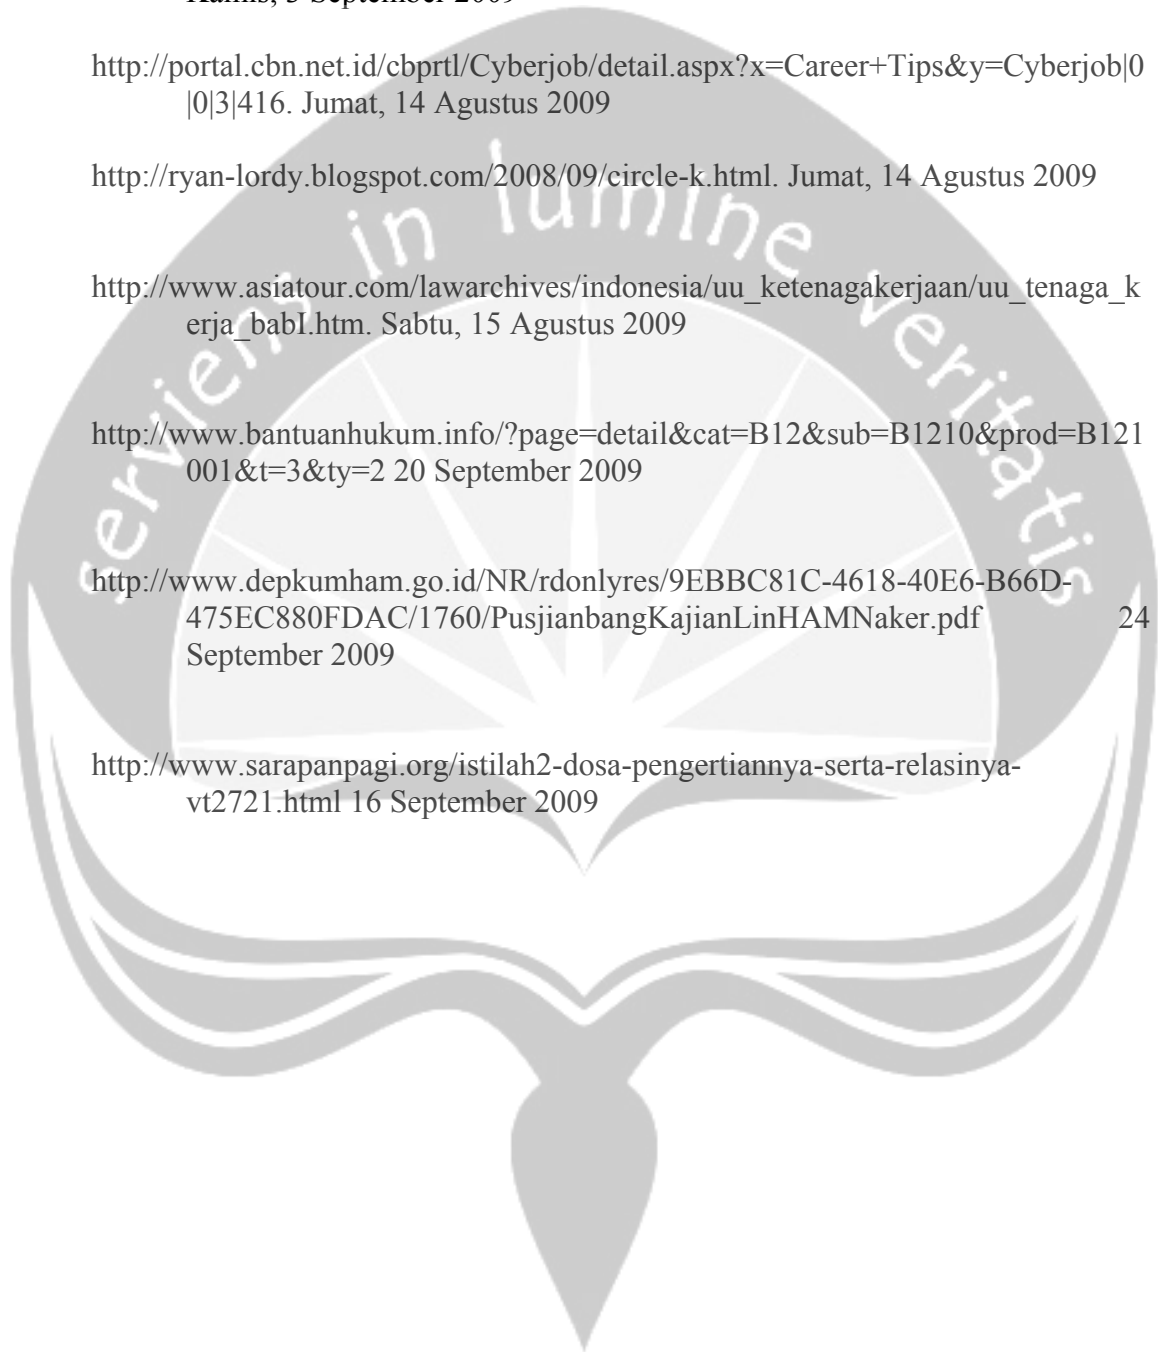 Kamis, 3 September 2009
http://portal.cbn.net.id/cbprtl/Cyberjob/detail.aspx?x=Career+Tips&y=Cyberjob|0
|0|3|416. Jumat, 14 Agustus 2009
http://ryan-lordy.blogspot.com/2008/09/circle-k.html. Jumat, 14 Agustus 2009
http://www.asiatour.com/lawarchives/indonesia/uu_ketenagakerjaan/uu_tenaga_k
erja_babI.htm. Sabtu, 15 Agustus 2009
http://www.bantuanhukum.info/?page=detail&cat=B12&sub=B1210&prod=B121
001&t=3&ty=2 20 September 2009
http://www.depkumham.go.id/NR/rdonlyres/9EBBC81C-4618-40E6-B66D-
475EC880FDAC/1760/PusjianbangKajianLinHAMNaker.pdf 24
September 2009
http://www.sarapanpagi.org/istilah2-dosa-pengertiannya-serta-relasinya-
vt2721.html 16 September 2009
serviens in lumine veritatis